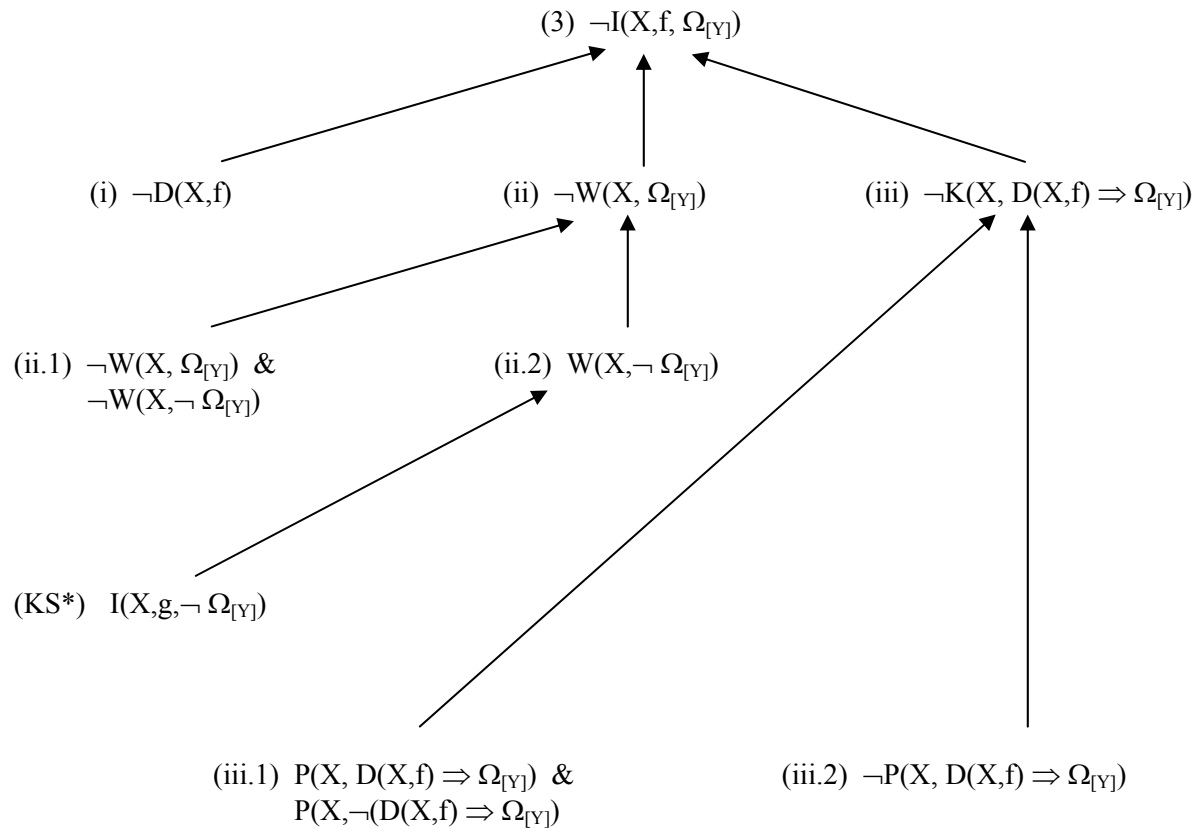 (3) ¬I(X,f, Ω[Y])
(i) ¬D(X,f)
(ii) ¬W(X, Ω[Y])
(iii) ¬K(X, D(X,f) ⇒ Ω[Y])
(ii.1) ¬W(X, Ω[Y]) &
¬W(X,¬ Ω[Y])
(ii.2) W(X,¬ Ω[Y])
(KS*) I(X,g,¬ Ω[Y])
(iii.1) P(X, D(X,f) ⇒ Ω[Y]) &
P(X,¬(D(X,f) ⇒ Ω[Y])
(iii.2) ¬P(X, D(X,f) ⇒ Ω[Y])